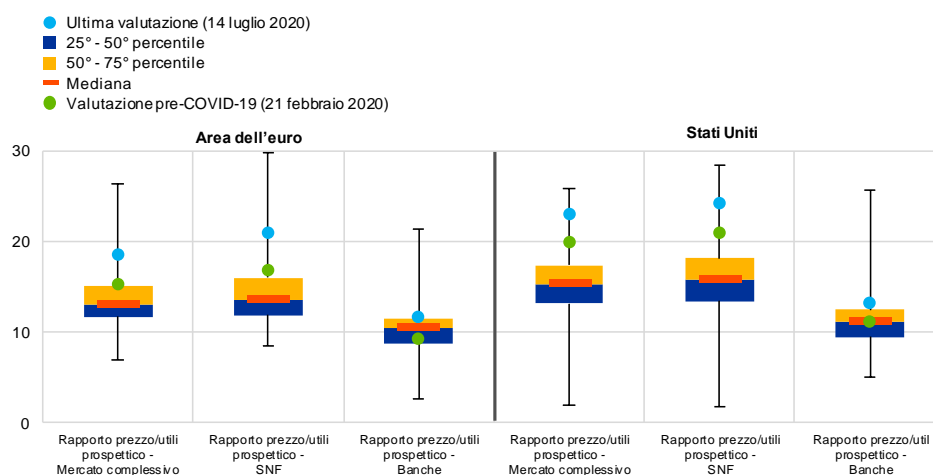 Ultima valutazione (14 luglio 2020)
25° - 50° percentile
50° - 75° percentile
Mediana
Valutazione pre-COVID-19 (21 febbraio 2020)
Area dell'euro
Stati Uniti
30
20
10
0
Rapporto prezzo/utili
prospettico -
Mercato complessivo
Rapporto prezzo/utili
prospettico -
SNF
Rapporto prezzo/utili
prospettico -
Banche
Rapporto prezzo/utili
prospettico -
Mercato complessivo
Rapporto prezzo/utili
prospettico -
SNF
Rapporto prezzo/util
prospettico -
Banche